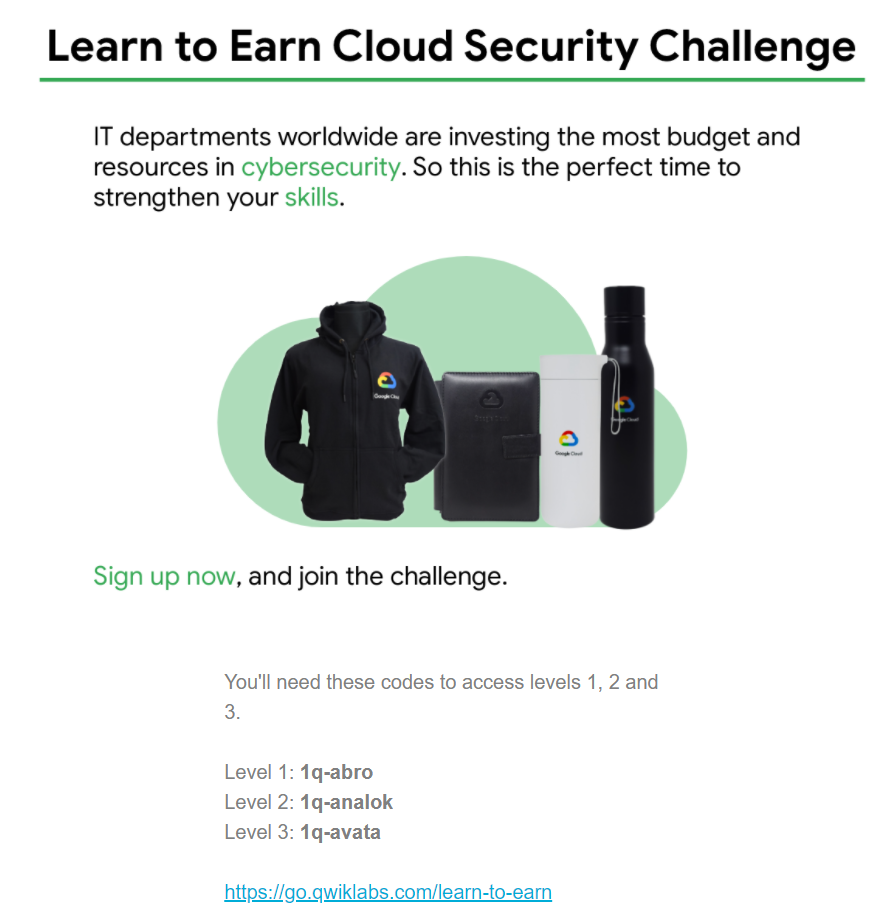 Learn to Earn Cloud Security Challenge
IT departments worldwide are investing the most budget and
resources in cybersecurity. So this is the perfect time to
strengthen your skills.
Google Cloud
Google Cloud
Google Cloud
Sign up now, and join the challenge.
You'll need these codes to access levels 1, 2 and
3.
Level 1: 1q-abro
Level 2: 1q-analok
Level 3: 1q-avata
https://go.qwiklabs.com/learn-to-earn